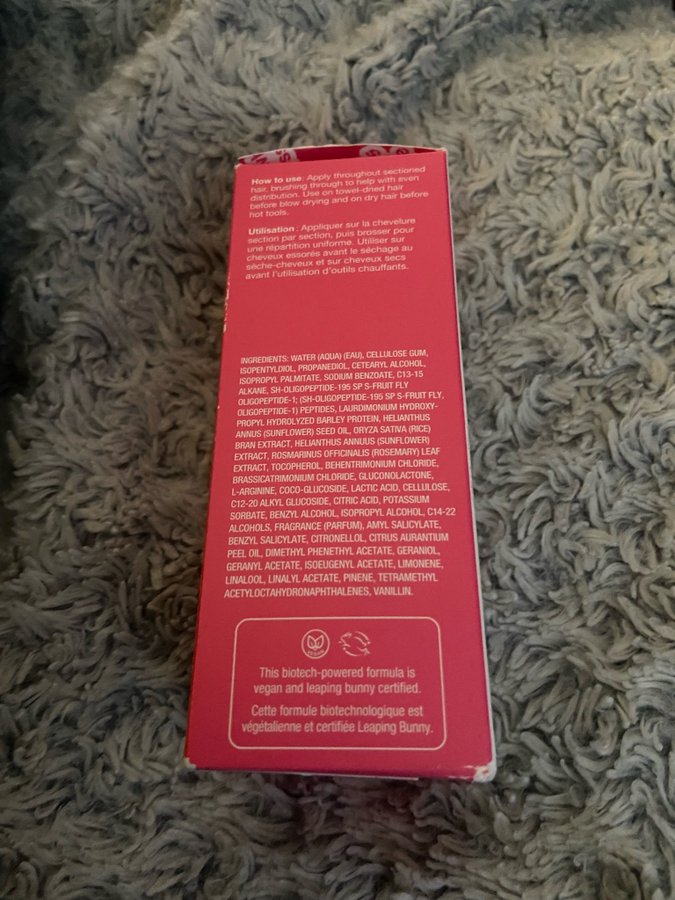 How to use: Apply throughout sectioned
hair, brushing through to help with even
distribution. Use on towel-dried hair
before blow drying and on dry hair before
hot tools.
Utilisation : Appliquer sur la chevelure
section par section, puis brosser pour
une répartition uniforme. Utiliser sur
cheveux essorés avant le séchage au
sèche-cheveux et sur cheveux secs
avant l'utilisation d'outils chauffants.
INGREDIENTS: WATER (AQUA) (EAU), CELLULOSE GUM,
ISOPENTYLDIOL, PROPANEDIOL, CETEARYL ALCOHOL,
ISOPROPYL PALMITATE, SODIUM BENZOATE, C13-15
ALKANE, SH-OLIGOPEPTIDE-195 SP S-FRUIT FLY
OLIGOPEPTIDE-1; (SH-OLIGOPEPTIDE-195 SP S-FRUIT FLY,
OLIGOPEPTIDE-1) PEPTIDES, LAURDIMONIUM HYDROXY-
PROPYL HYDROLYZED BARLEY PROTEIN, HELIANTHUS
ANNUS (SUNFLOWER) SEED OIL, ORYZA SATIVA (RICE)
BRAN EXTRACT, HELIANTHUS ANNUUS (SUNFLOWER)
EXTRACT, ROSMARINUS OFFICINALIS (ROSEMARY) LEAF
EXTRACT, TOCOPHEROL, BEHENTRIMONIUM CHLORIDE,
BRASSICATRIMONIUM CHLORIDE, GLUCONOLACTONE,
L-ARGININE, COCO-GLUCOSIDE, LACTIC ACID, CELLULOSE,
C12-20 ALKYL GLUCOSIDE, CITRIC ACID, POTASSIUM
SORBATE, BENZYL ALCOHOL, ISOPROPYL ALCOHOL, C14-22
ALCOHOLS, FRAGRANCE (PARFUM), AMYL SALICYLATE,
BENZYL SALICYLATE, CITRONELLOL, CITRUS AURANTIUM
PEEL OIL, DIMETHYL PHENETHYL ACETATE, GERANIOL,
GERANYL ACETATE, ISOEUGENYL ACETATE, LIMONENE,
LINALOOL, LINALYL ACETATE, PINENE, TETRAMETHYL
ACETYLOCTAHYDRONAPHTHALENES, VANILLIN.
VEGAN
This biotech-powered formula is
vegan and leaping bunny certified.
Cette formule biotechnologique est
végétalienne et certifiée Leaping Bunny.